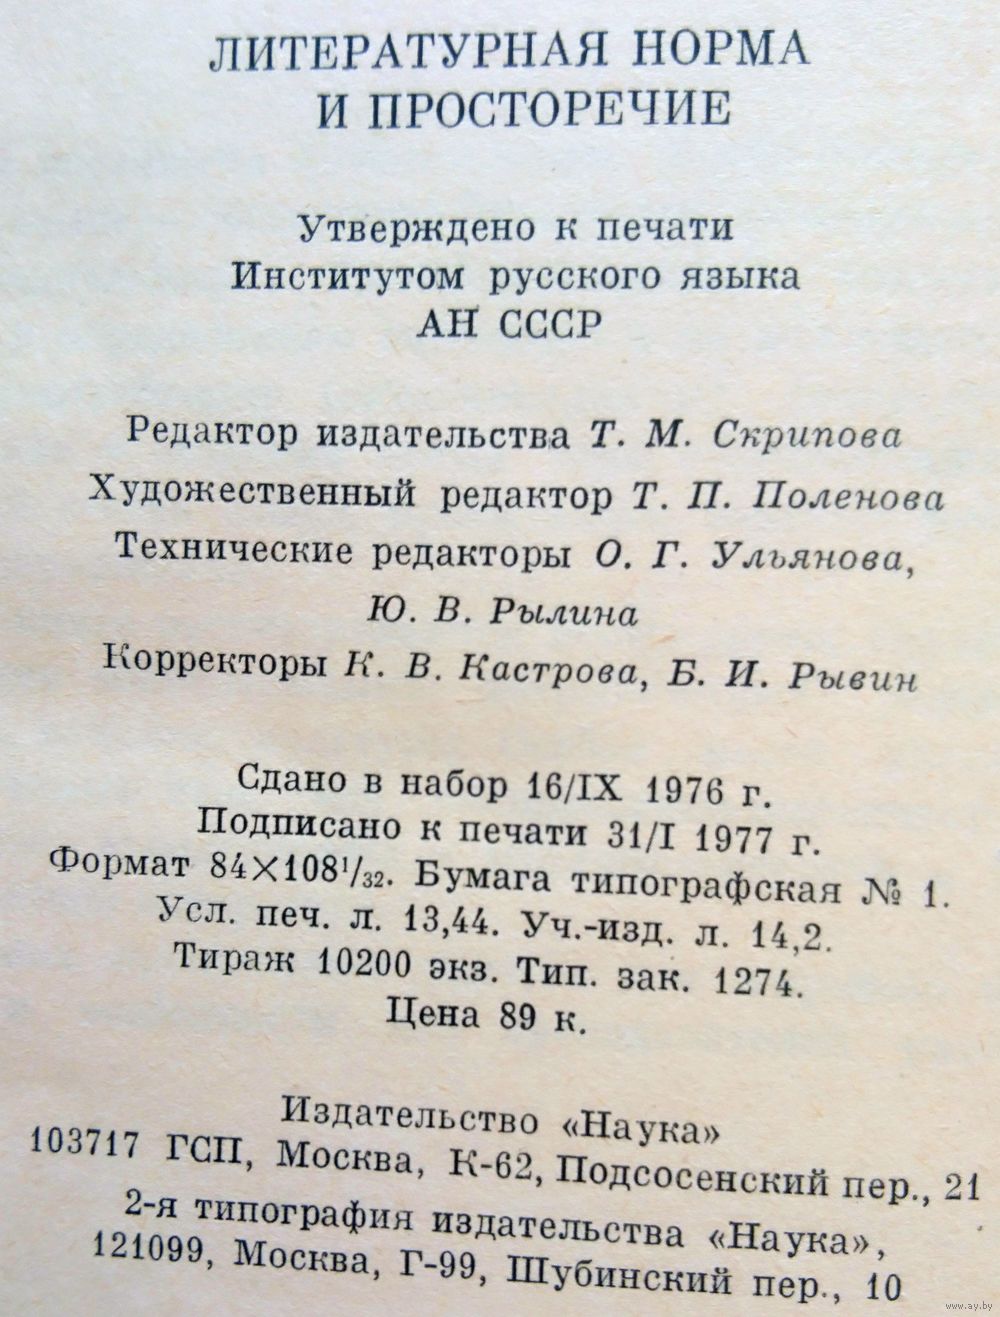 ЛИТЕРАТУРНАЯ НОРМА
И ПРОСТОРЕЧИЕ
Утверждено к печати
Институтом русского языка
АН СССР
Редактор издательства Т. М. Скрипова
Художественный редактор Т. П. Поленова
Технические редакторы О. Г. Ульянова,
Ю. В. Рылина
Корректоры К. В. Кастрова, Б. И. Рывин
Сдано в набор 16/IX 1976 г.
Подписано к печати 31/I 1977 г.
Формат 84×108¹/₃₂. Бумага типографская № 1.
Усл. печ. л. 13,44. Уч.-изд. л. 14,2.
Тираж 10200 экз. Тип. зак. 1274.
Цена 89 к.
Издательство «Наука»
103717 ГСП, Москва, К-62, Подсосенский пер., 21
2-я типография издательства «Наука»,
121099, Москва, Г-99, Шубинский пер., 10
www.ay.by